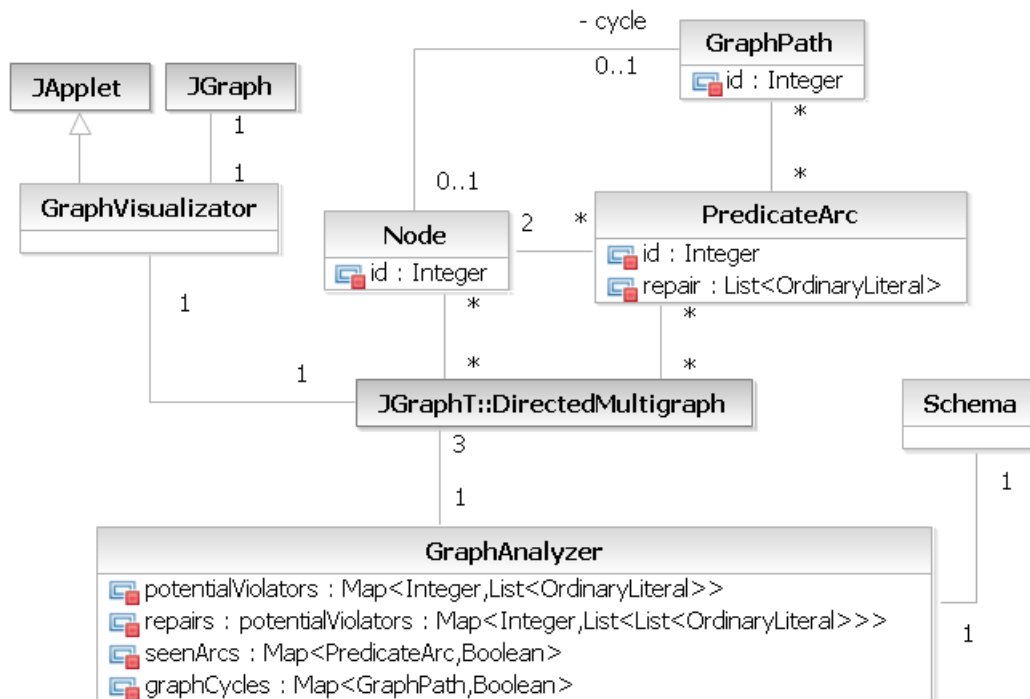 - cycle
0..1
GraphPath
id : Integer
JApplet
JGraph
1
1
*
*
0..1
GraphVisualizator
Node
id : Integer
2
*
PredicateArc
id : Integer
repair : List<OrdinaryLiteral>
1
1
*
*
*
*
JGraphT::DirectedMultigraph
Schema
3
1
1
1
GraphAnalyzer
potentialViolators : Map<Integer,List<OrdinaryLiteral>>
repairs : potentialViolators : Map<Integer,List<List<OrdinaryLiteral>>>
seenArcs : Map<PredicateArc,Boolean>
graphCycles : Map<GraphPath,Boolean>